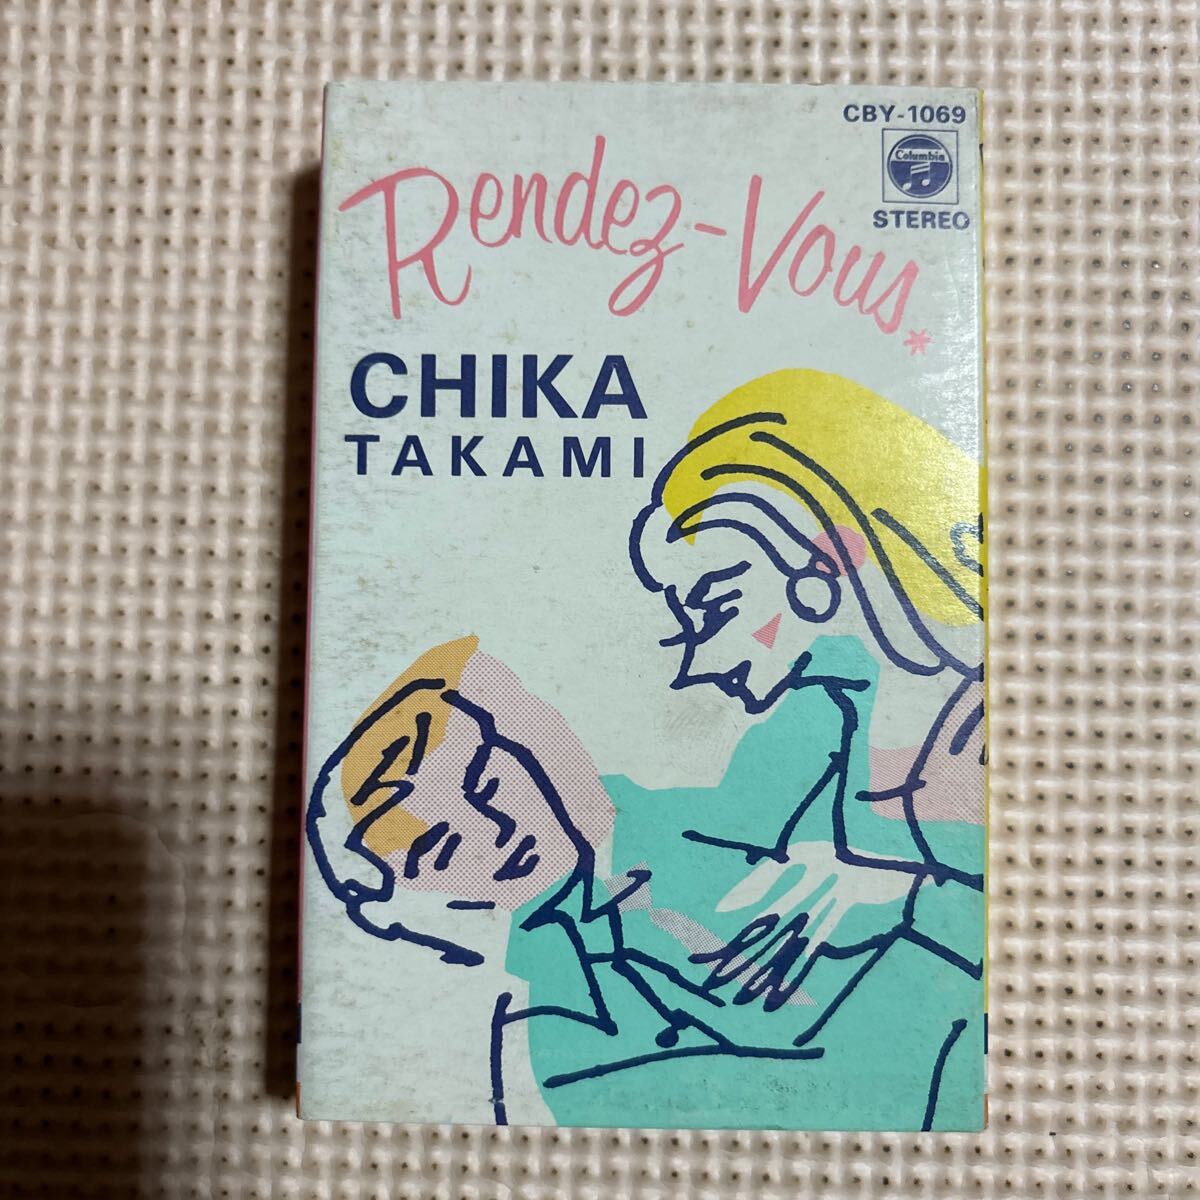 CBY-1069
Columbia
STEREO
Rendez-Vous.*
CHIKA
TAKAMI